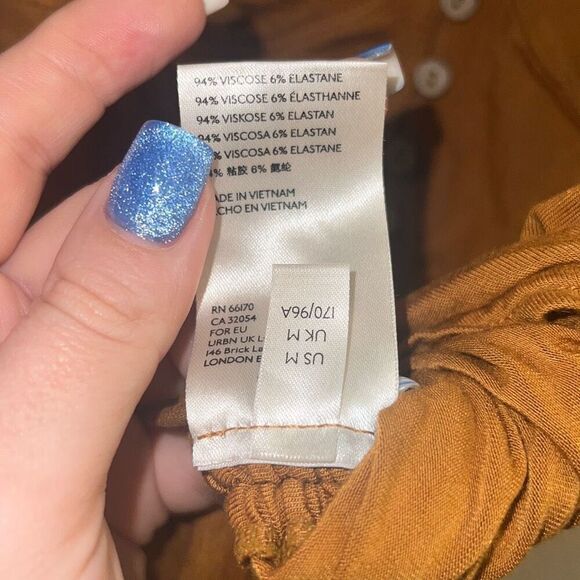 94% VISCOSE 6% ELASTANE
94% VISCOSE 6% ÉLASTHANNE
94% VISKOSE 6% ELASTAN
94% VISCOSA 6% ELASTAN
94% VISCOSA 6% ELASTANE
粘胶 6% 氨纶
IN VIETNAM
EN VIETNAM
RN 66170
CA 32054
FOR EU
URBN UK
146 Brick
LONDON
US M
UK M
170/96A